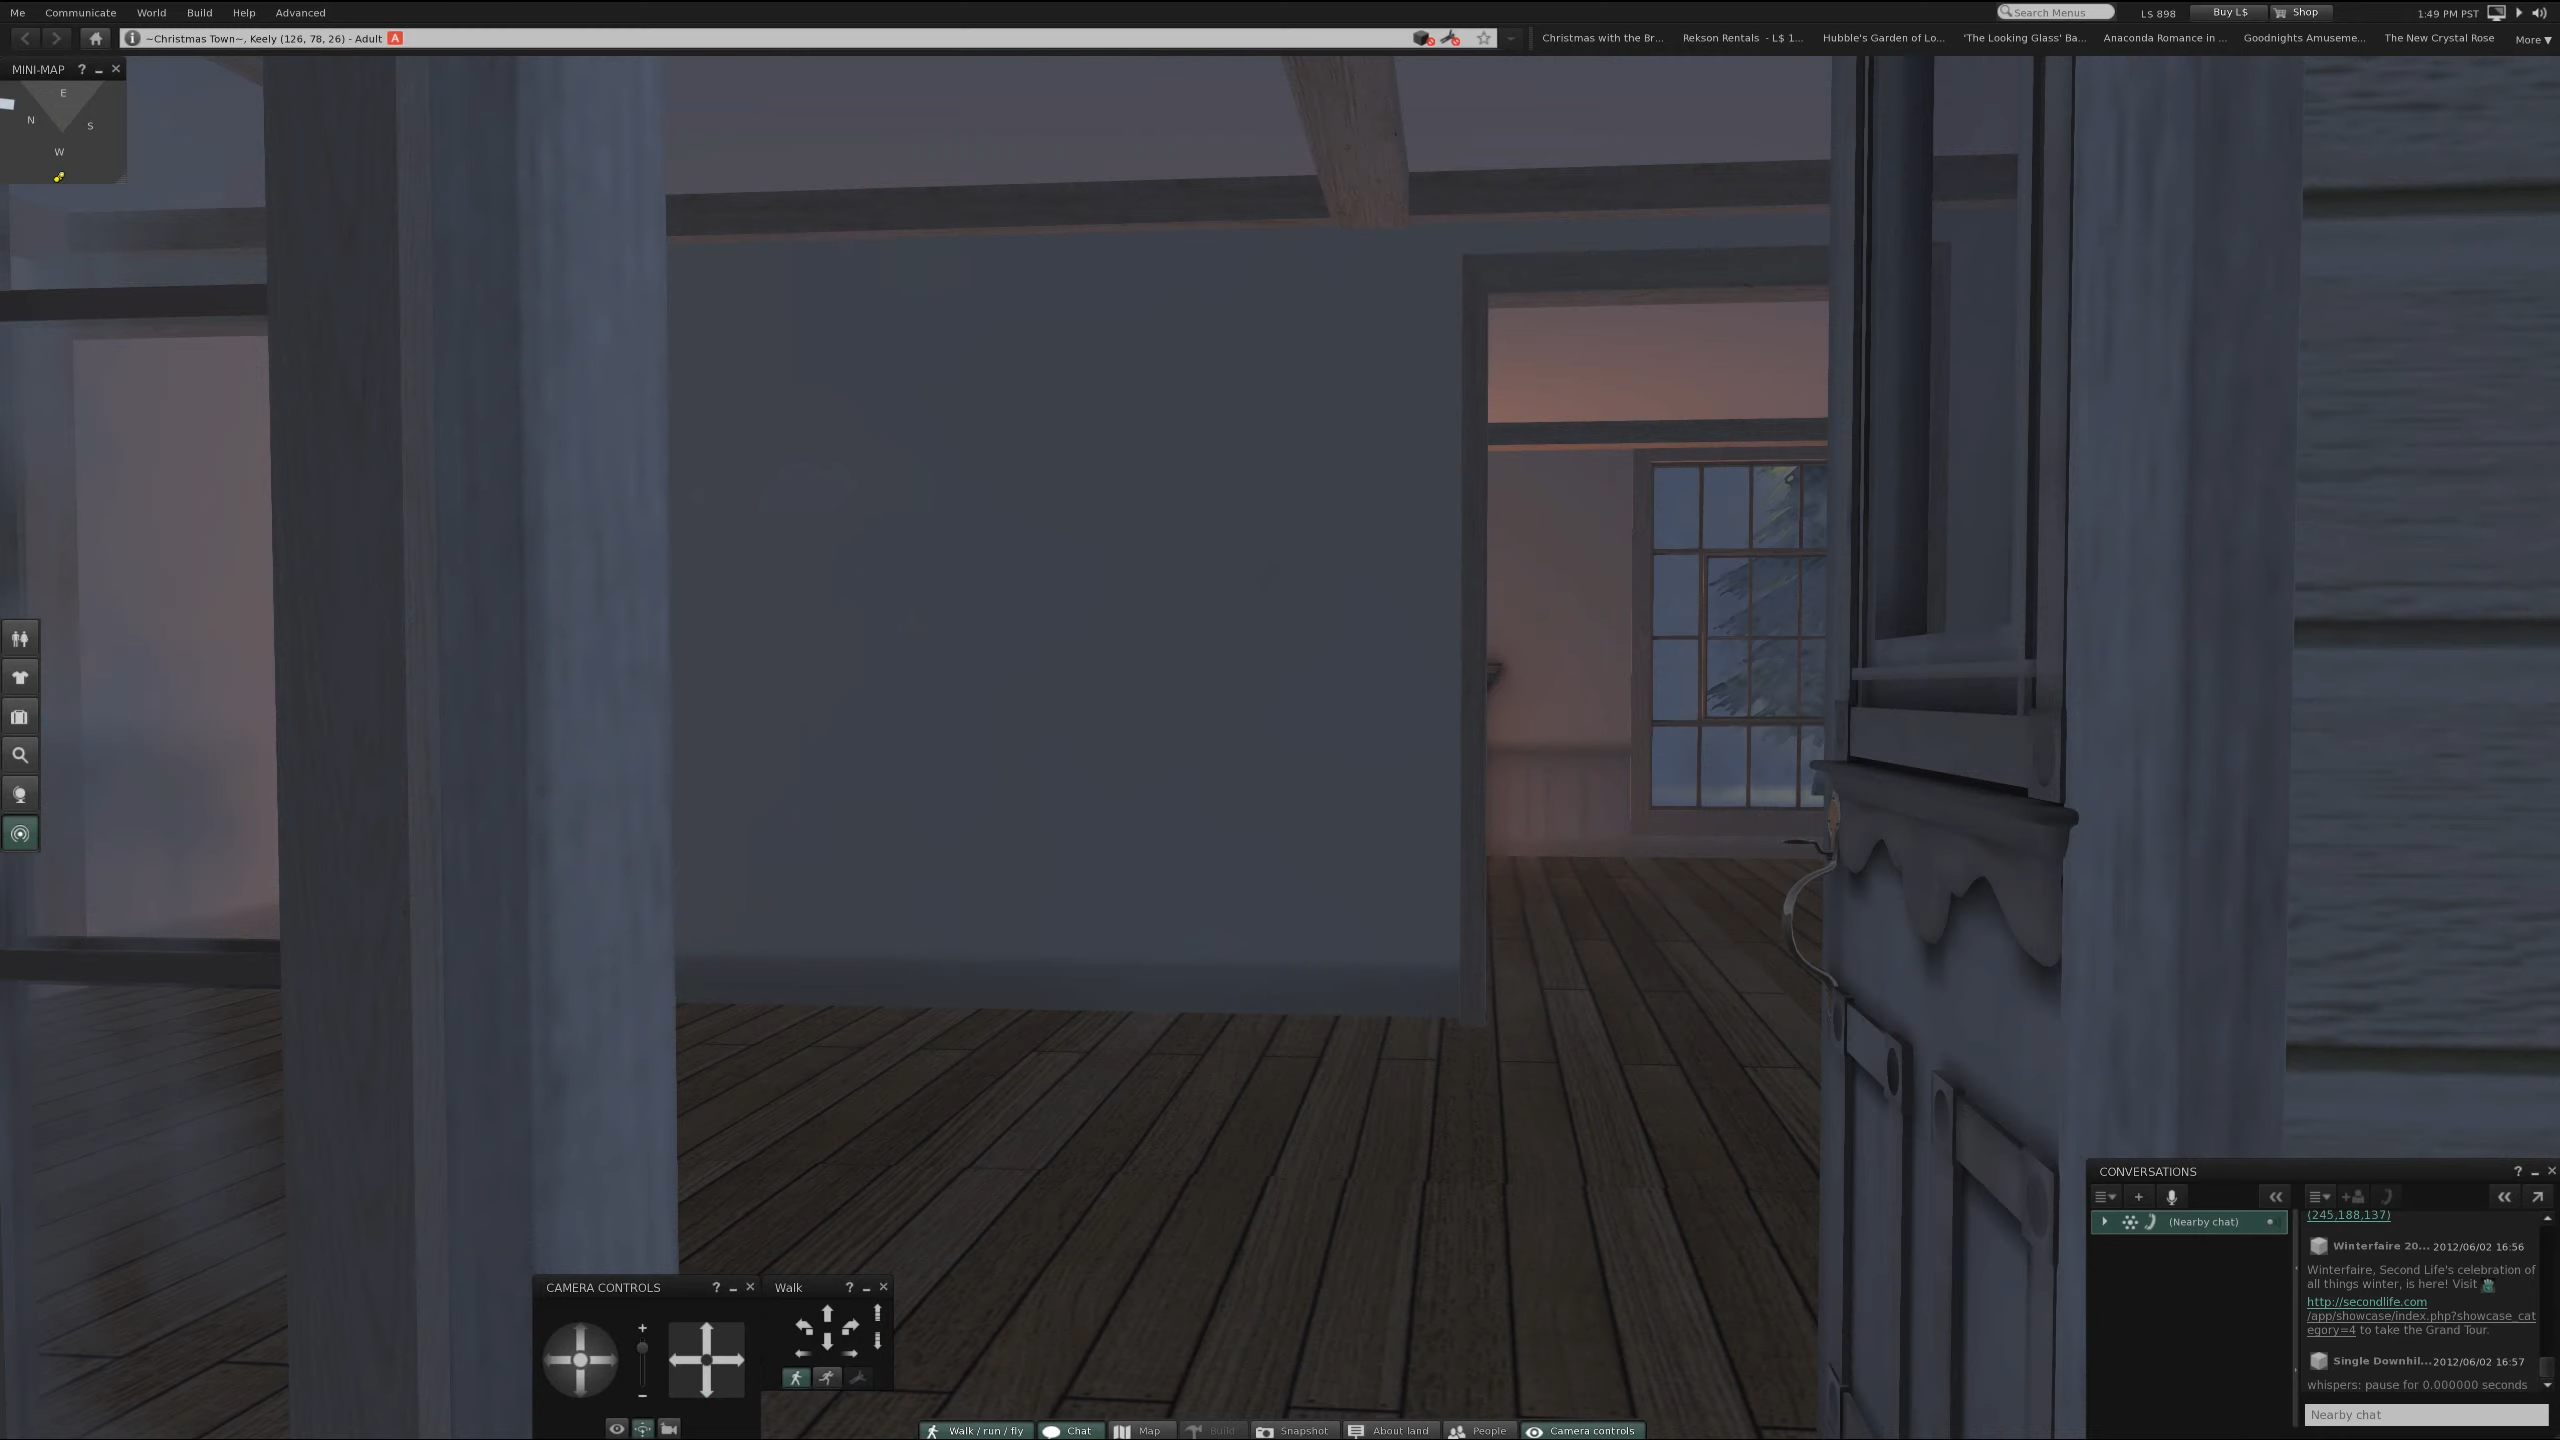 Me Communicate World Build Help Advanced
Search Menus L$ 898 Buy L$ Shop 1:49 PM PST
~Christmas Town~, Keely (126, 78, 26) - Adult A
Christmas with the Br... Rekson Rentals - L$ 1... Hubble's Garden of Lo... 'The Looking Glass' Ba... Anaconda Romance in ... Goodnights Amuseme... The New Crystal Rose More
MINI-MAP ?
E
N S
W
CONVERSATIONS ?
(Nearby chat)
(245,188,137)
Winterfaire 20... 2012/06/02 16:56
Winterfaire, Second Life's celebration of
all things winter, is here! Visit
http://secondlife.com
/app/showcase/index.php?showcase_cat
egory=4 to take the Grand Tour.
Single Downhil... 2012/06/02 16:57
whispers: pause for 0.000000 seconds
Nearby chat
CAMERA CONTROLS ?
Walk ?
Walk / run / fly Chat Map Build Snapshot About land People Camera controls